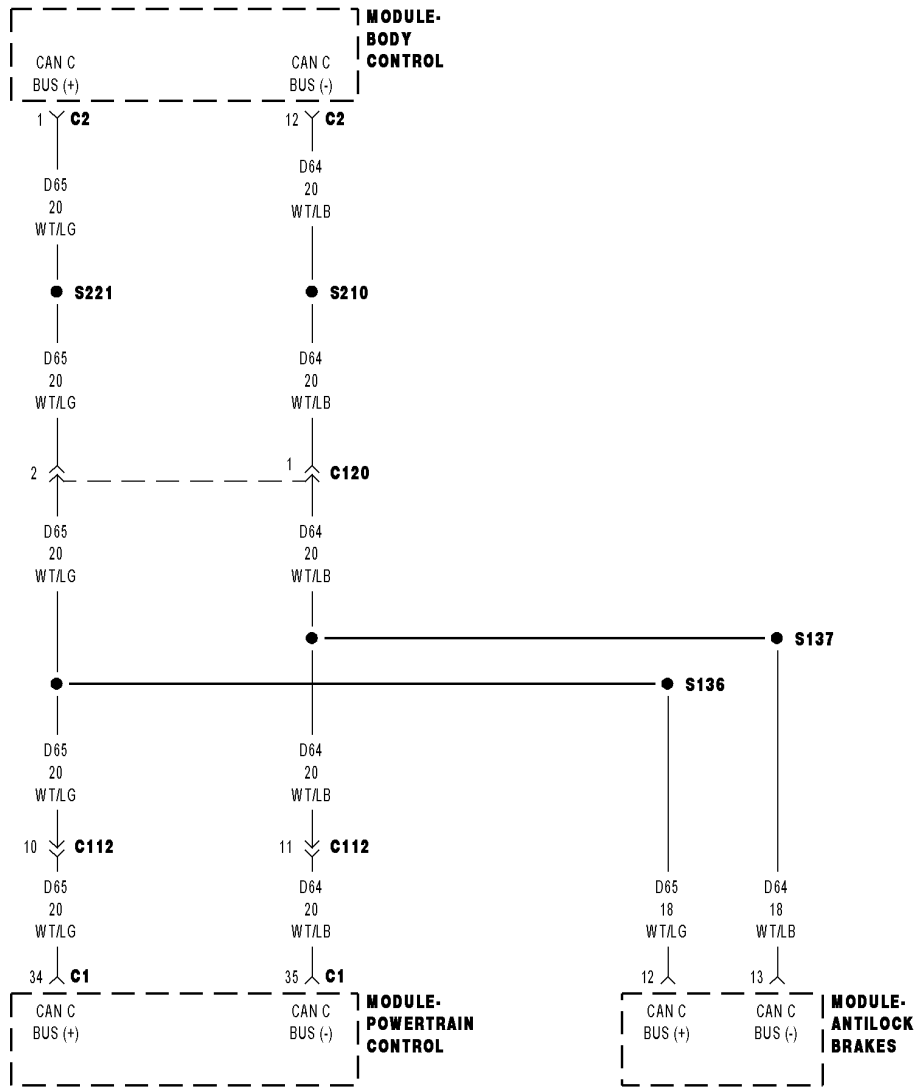 MODULE-
BODY
CONTROL
CAN C
BUS (+)
CAN C
BUS (-)
1
C2
12
C2
D65
20
WT/LG
D64
20
WT/LB
S221
S210
D65
20
WT/LG
D64
20
WT/LB
2
1
C120
D65
20
WT/LG
D64
20
WT/LB
S137
S136
D65
20
WT/LG
D64
20
WT/LB
10
C112
11
C112
D65
20
WT/LG
D64
20
WT/LB
D65
18
WT/LG
D64
18
WT/LB
34
C1
35
C1
12
13
CAN C
BUS (+)
CAN C
BUS (-)
MODULE-
POWERTRAIN
CONTROL
CAN C
BUS (+)
CAN C
BUS (-)
MODULE-
ANTILOCK
BRAKES